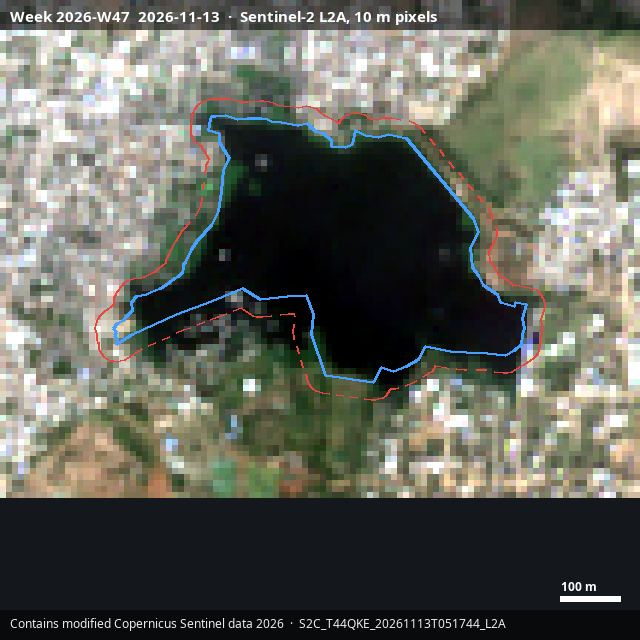 Week 2026-W47  2026-11-13  ·  Sentinel-2 L2A, 10 m pixels
100 m
Contains modified Copernicus Sentinel data 2026  ·  S2C_T44QKE_20261113T051744_L2A